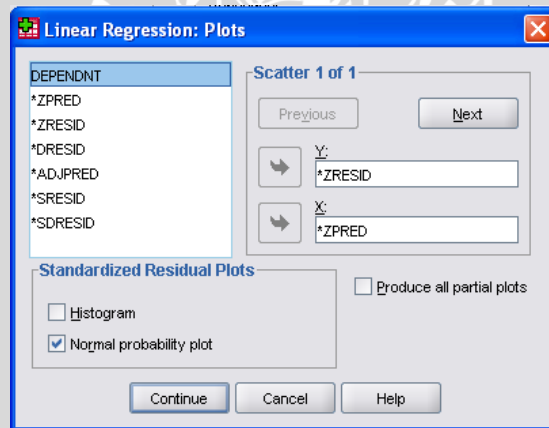 Linear Regression: Plots
DEPENDNT
*ZPRED
*ZRESID
*DRESID
*ADJPRED
*SRESID
*SDRESID
Scatter 1 of 1
Previous
Next
Y:
*ZRESID
X:
*ZPRED
Standardized Residual Plots
Histogram
Normal probability plot
Produce all partial plots
Continue
Cancel
Help